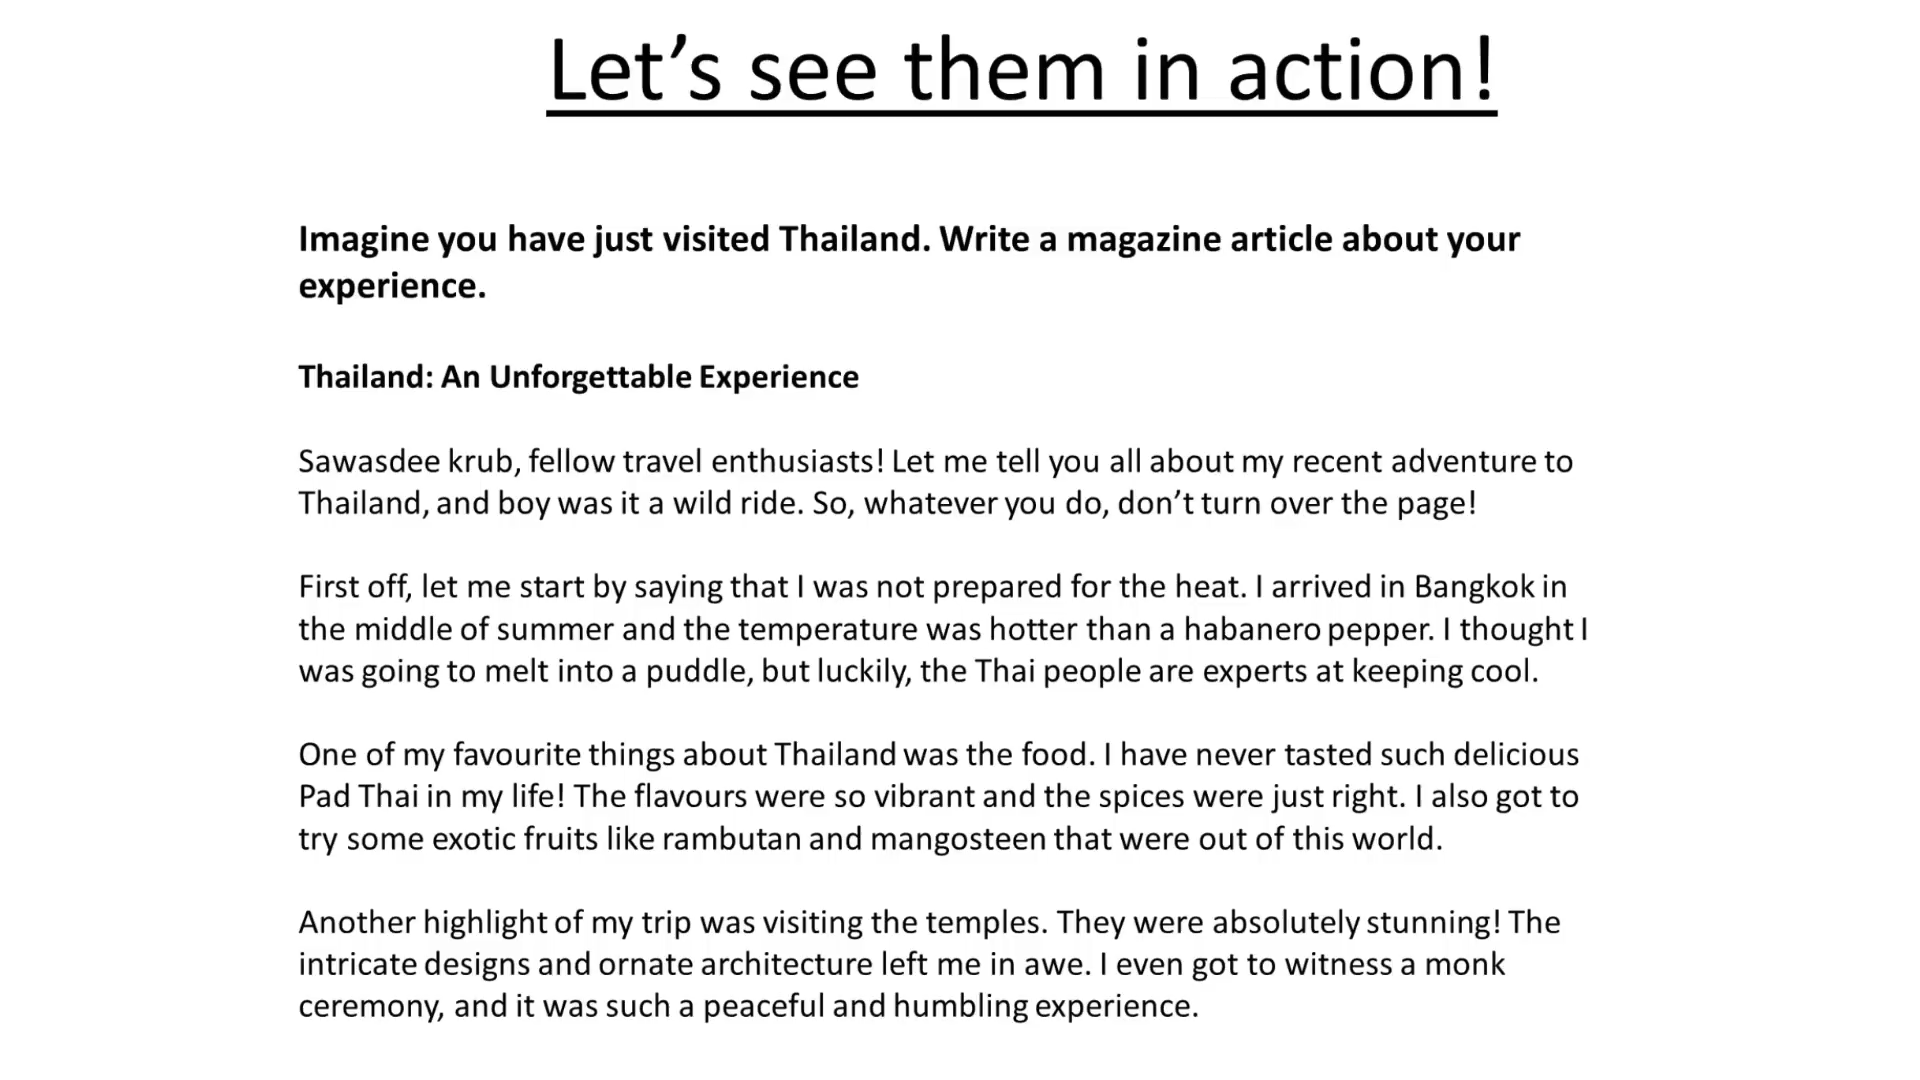 Let’s see them in action!
Imagine you have just visited Thailand. Write a magazine article about your
experience.
Thailand: An Unforgettable Experience
Sawasdee krub, fellow travel enthusiasts! Let me tell you all about my recent adventure to
Thailand, and boy was it a wild ride. So, whatever you do, don’t turn over the page!
First off, let me start by saying that I was not prepared for the heat. I arrived in Bangkok in
the middle of summer and the temperature was hotter than a habanero pepper. I thought I
was going to melt into a puddle, but luckily, the Thai people are experts at keeping cool.
One of my favourite things about Thailand was the food. I have never tasted such delicious
Pad Thai in my life! The flavours were so vibrant and the spices were just right. I also got to
try some exotic fruits like rambutan and mangosteen that were out of this world.
Another highlight of my trip was visiting the temples. They were absolutely stunning! The
intricate designs and ornate architecture left me in awe. I even got to witness a monk
ceremony, and it was such a peaceful and humbling experience.